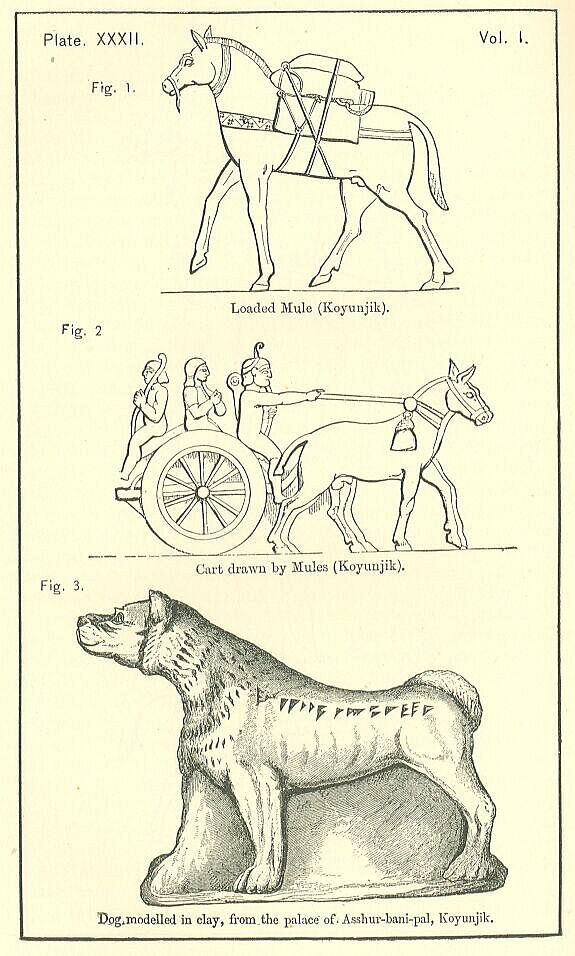 Plate. XXXII.
Vol. I.
Fig. 1.
Loaded Mule (Koyunjik).
Fig. 2
Cart drawn by Mules (Koyunjik).
Fig. 3.
Dog, modelled in clay, from the palace of Asshur-bani-pal, Koyunjik.